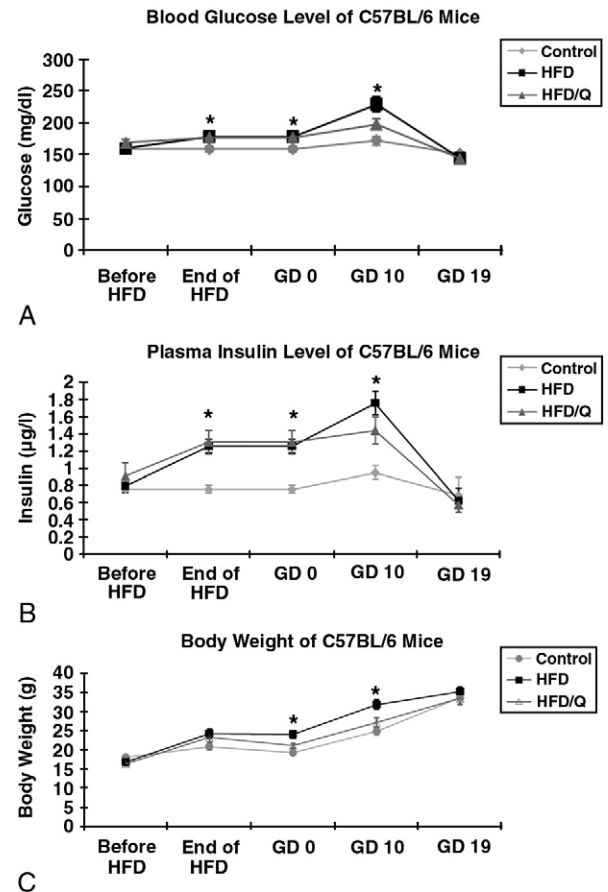 Blood Glucose Level of C57BL/6 Mice
Glucose (mg/dl)
300
250
200
150
100
50
0
*
*
*
Control
HFD
HFD/Q
Before HFD
End of HFD
GD 0
GD 10
GD 19
A
Plasma Insulin Level of C57BL/6 Mice
Insulin (µg/l)
2
1.8
1.6
1.4
1.2
1
0.8
0.6
0.4
0.2
0
*
*
*
Control
HFD
HFD/Q
Before HFD
End of HFD
GD 0
GD 10
GD 19
B
Body Weight of C57BL/6 Mice
Body Weight (g)
40
35
30
25
20
15
10
5
0
*
*
Control
HFD
HFD/Q
Before HFD
End of HFD
GD 0
GD 10
GD 19
C